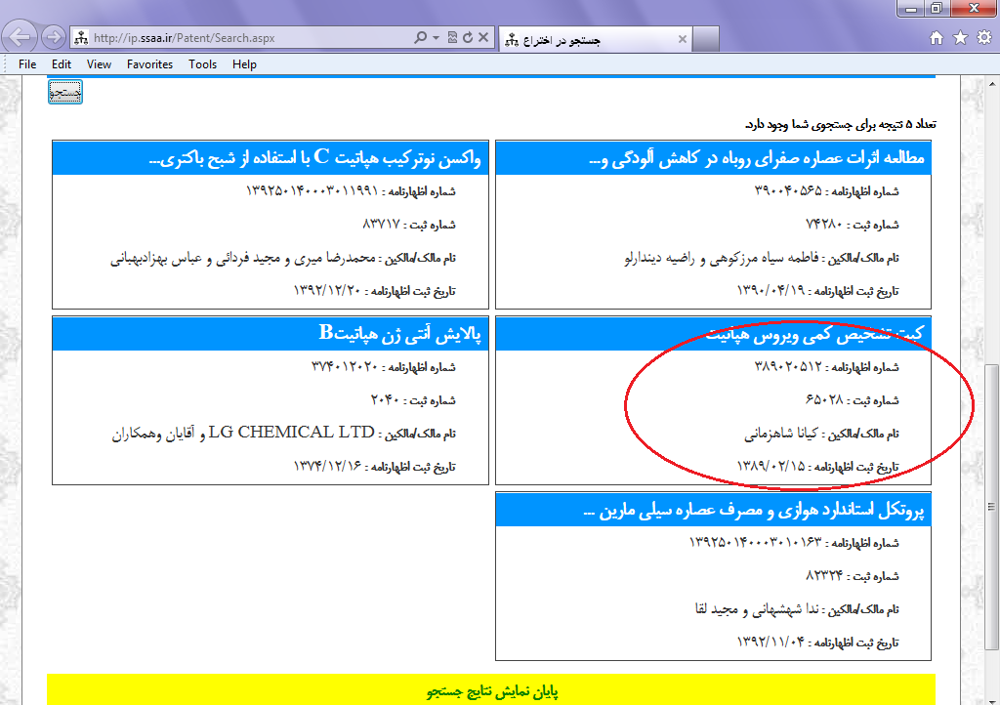 http://ip.ssaa.ir/Patent/Search.aspx
جستجو در اختراع
File Edit View Favorites Tools Help
جستجو
تعداد ۵ نتیجه برای جستجوی شما وجود دارد.
مطالعه اثرات عصاره صفرای روباه در کاهش آلودگی و...
شماره اظهارنامه : ۳۹۰۰۴۰۵۶۵
شماره ثبت : ۷۴۲۸۰
نام مالک/مالکین : فاطمه سیاه مرزکوهی و راضیه دیندارلو
تاریخ ثبت اظهارنامه : ۱۳۹۰/۰۴/۱۹
واکسن نوترکیب هپاتیت C با استفاده از شبح باکتری...
شماره اظهارنامه : ۱۳۹۲۵۰۱۴۰۰۰۳۰۱۱۹۹۱
شماره ثبت : ۸۳۷۱۷
نام مالک/مالکین : محمدرضا میری و مجید فردائی و عباس بهزادبهبانی
تاریخ ثبت اظهارنامه : ۱۳۹۲/۱۲/۲۰
کیت تشخیص کمی ویروس هپاتیت
شماره اظهارنامه : ۳۸۹۰۲۰۵۱۲
شماره ثبت : ۶۵۰۲۸
نام مالک/مالکین : کیانا شاهزمانی
تاریخ ثبت اظهارنامه : ۱۳۸۹/۰۲/۱۵
پالایش آنتی ژن هپاتیتB
شماره اظهارنامه : ۳۷۴۰۱۲۰۲۰
شماره ثبت : ۲۰۴۰
نام مالک/مالکین : LG CHEMICAL LTD و آقایان وهمکاران
تاریخ ثبت اظهارنامه : ۱۳۷۴/۱۲/۱۶
پروتکل استاندارد هوازی و مصرف عصاره سیلی مارین ...
شماره اظهارنامه : ۱۳۹۲۵۰۱۴۰۰۰۳۰۱۰۱۶۳
شماره ثبت : ۸۲۳۲۴
نام مالک/مالکین : ندا شهشهانی و مجید لقا
تاریخ ثبت اظهارنامه : ۱۳۹۲/۱۱/۰۴
پایان نمایش نتایج جستجو